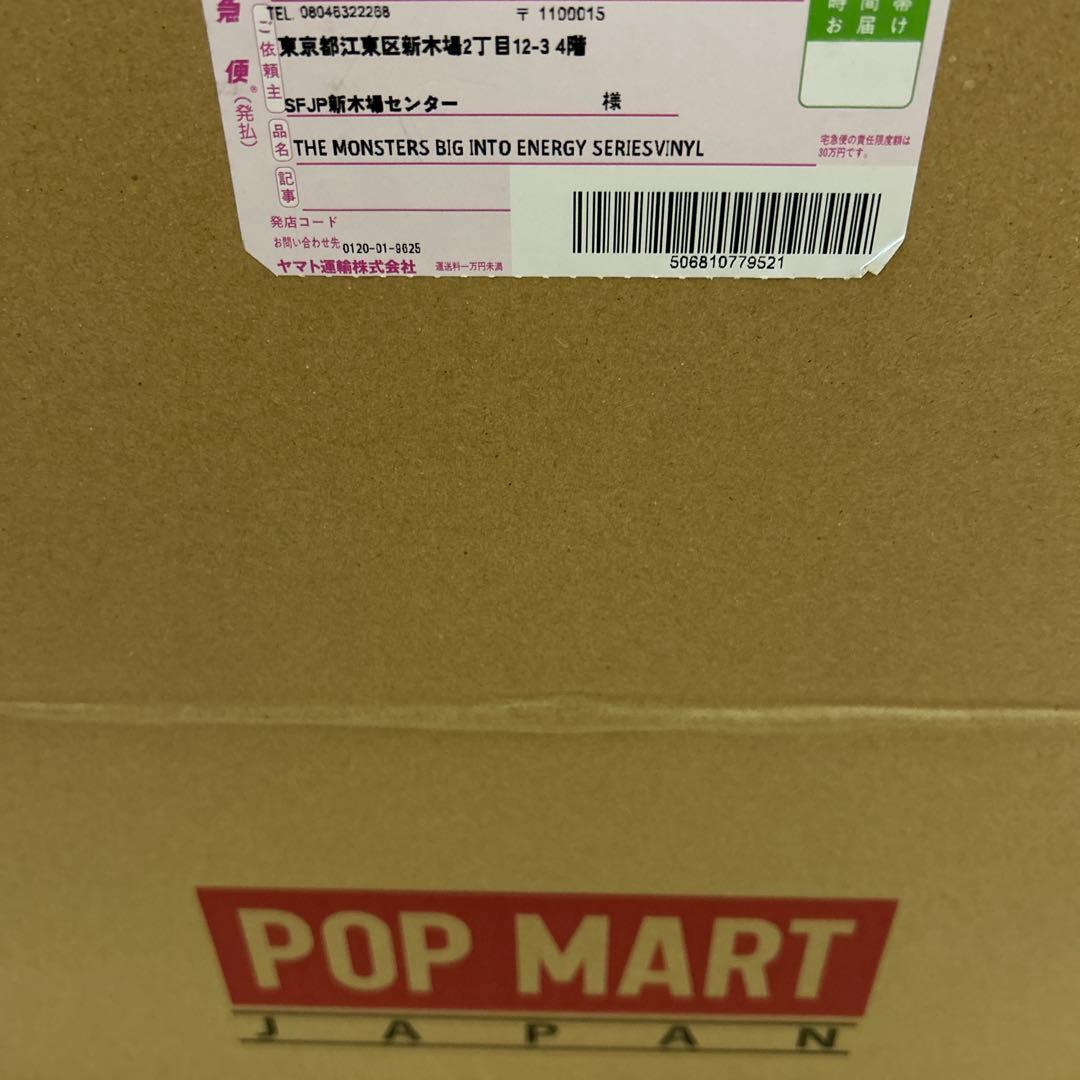 急便®(発払)
時間帯
お届け
TEL. 08046322268 〒 1100015
ご依頼主
東京都江東区新木場2丁目12-3 4階
SFJP新木場センター 様
品名 THE MONSTERS BIG INTO ENERGY SERIESVINYL
宅急便の責任限度額は
30万円です。
記事
発店コード
お問い合わせ先 0120-01-9625
ヤマト運輸株式会社 運送料一万円未満
506810779521
POP MART
JAPAN